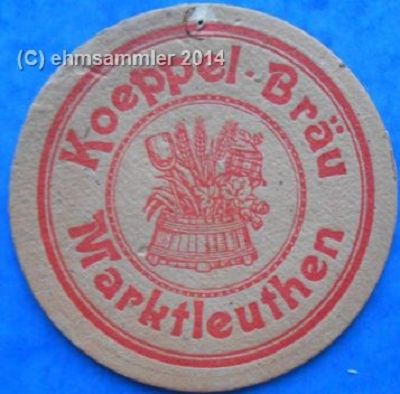 (C) ehmsammler 2014
Koeppel-Bräu
Marktleuthen